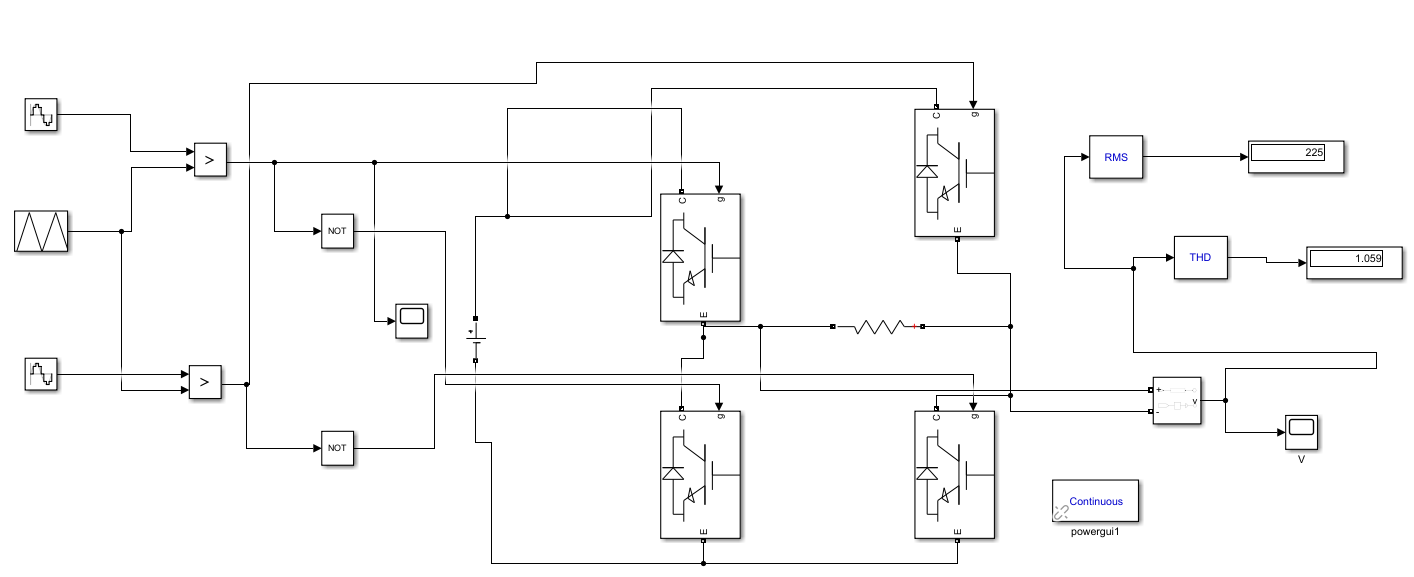 C
g
E
>
C
g
E
RMS
225
NOT
THD
1.059
>
NOT
C
g
E
C
g
E
+
-
v
V
Continuous
powergui1